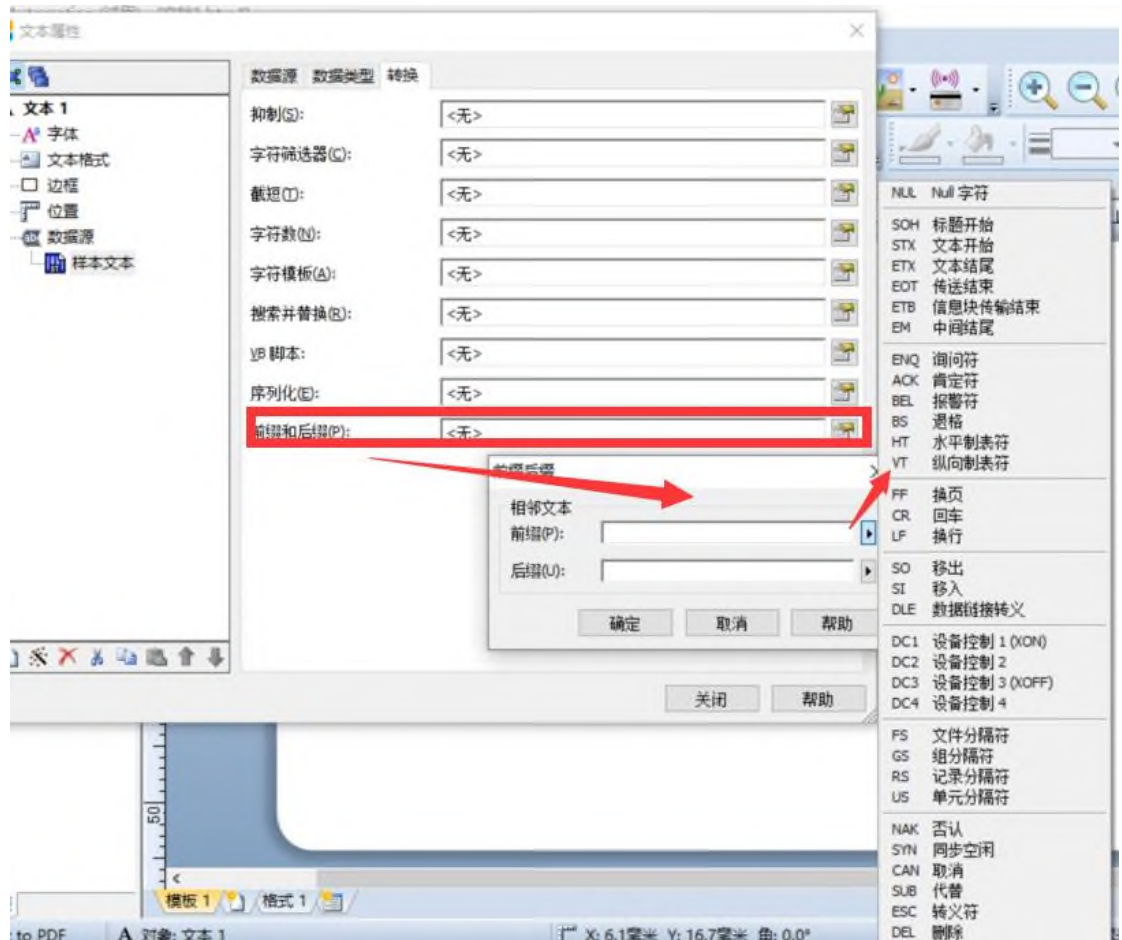 文本属性
数据源 数据类型 转换
文本 1
字体
文本格式
边框
位置
数据源
样本文本
抑制(S): <无>
字符筛选器(C): <无>
截短(T): <无>
字符数(N): <无>
字符模板(A): <无>
搜索并替换(R): <无>
VB 脚本: <无>
序列化(E): <无>
前缀和后缀(P): <无>
前缀后缀
相邻文本
前缀(P):
后缀(U):
确定 取消 帮助
关闭 帮助
NUL Null 字符
SOH 标题开始
STX 文本开始
ETX 文本结尾
EOT 传送结束
ETB 信息块传输结束
EM 中间结尾
ENQ 询问符
ACK 肯定符
BEL 报警符
BS 退格
HT 水平制表符
VT 纵向制表符
FF 换页
CR 回车
LF 换行
SO 移出
SI 移入
DLE 数据链接转义
DC1 设备控制 1 (XON)
DC2 设备控制 2
DC3 设备控制 3 (XOFF)
DC4 设备控制 4
FS 文件分隔符
GS 组分隔符
RS 记录分隔符
US 单元分隔符
NAK 否认
SYN 同步空闲
CAN 取消
SUB 代替
ESC 转义符
DEL 删除
50
模板 1 格式 1
to PDF 对象: 文本 1 X: 6.1毫米 Y: 16.7毫米 角: 0.0°